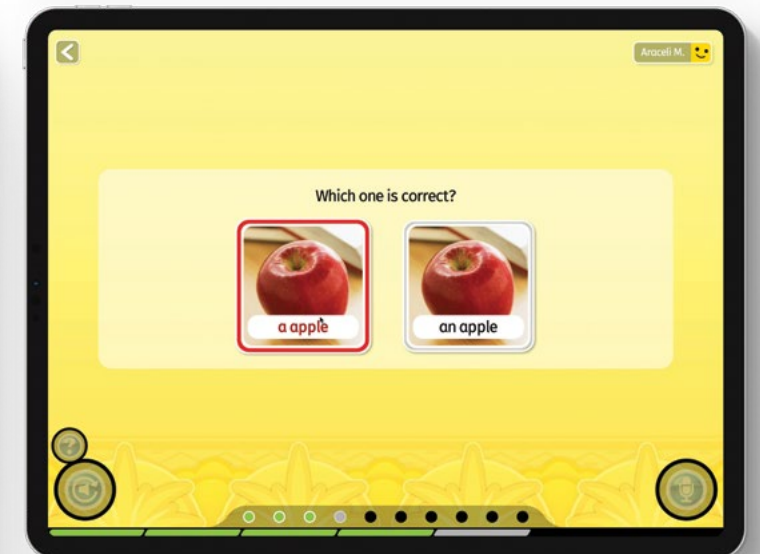 Araceli M.
Which one is correct?
a apple
an apple